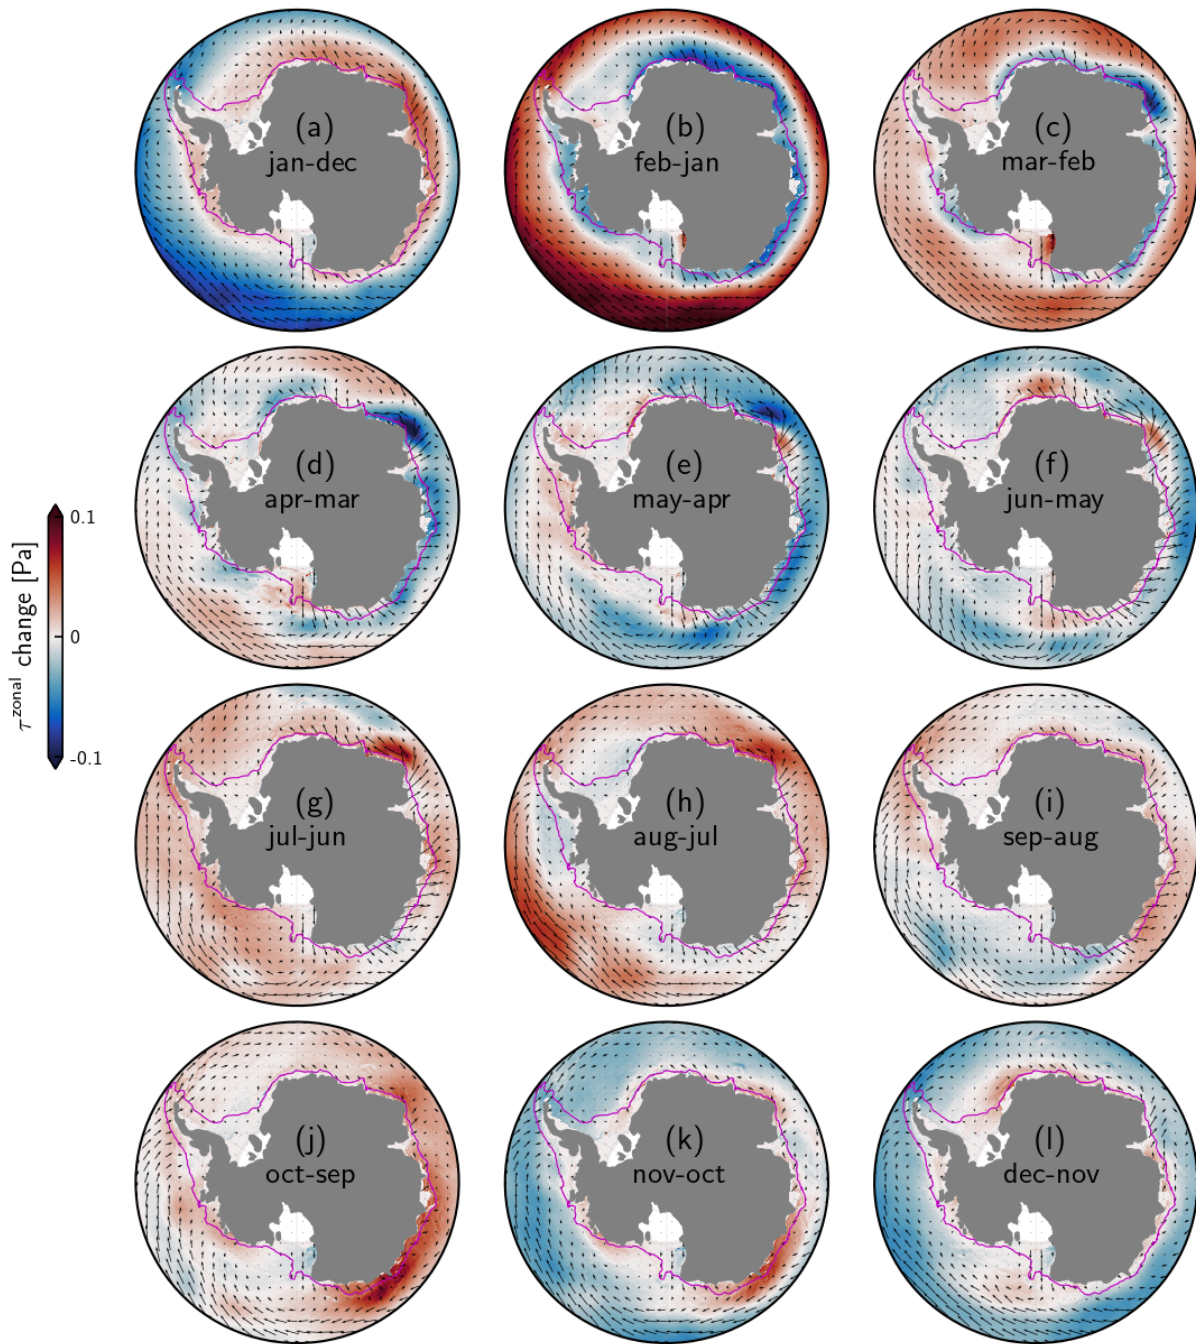 (a)
jan-dec
(b)
feb-jan
(c)
mar-feb
(d)
apr-mar
(e)
may-apr
(f)
jun-may
τ^zonal change [Pa]
0.1
0
-0.1
(g)
jul-jun
(h)
aug-jul
(i)
sep-aug
(j)
oct-sep
(k)
nov-oct
(l)
dec-nov